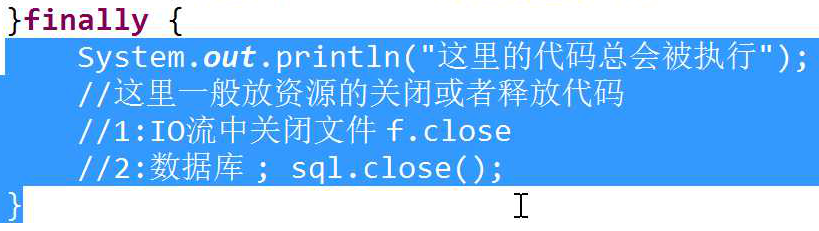 }finally {
System.out.println("这里的代码总会被执行");
//这里一般放资源的关闭或者释放代码
//1:IO流中关闭文件 f.close
//2:数据库 ; sql.close();
}